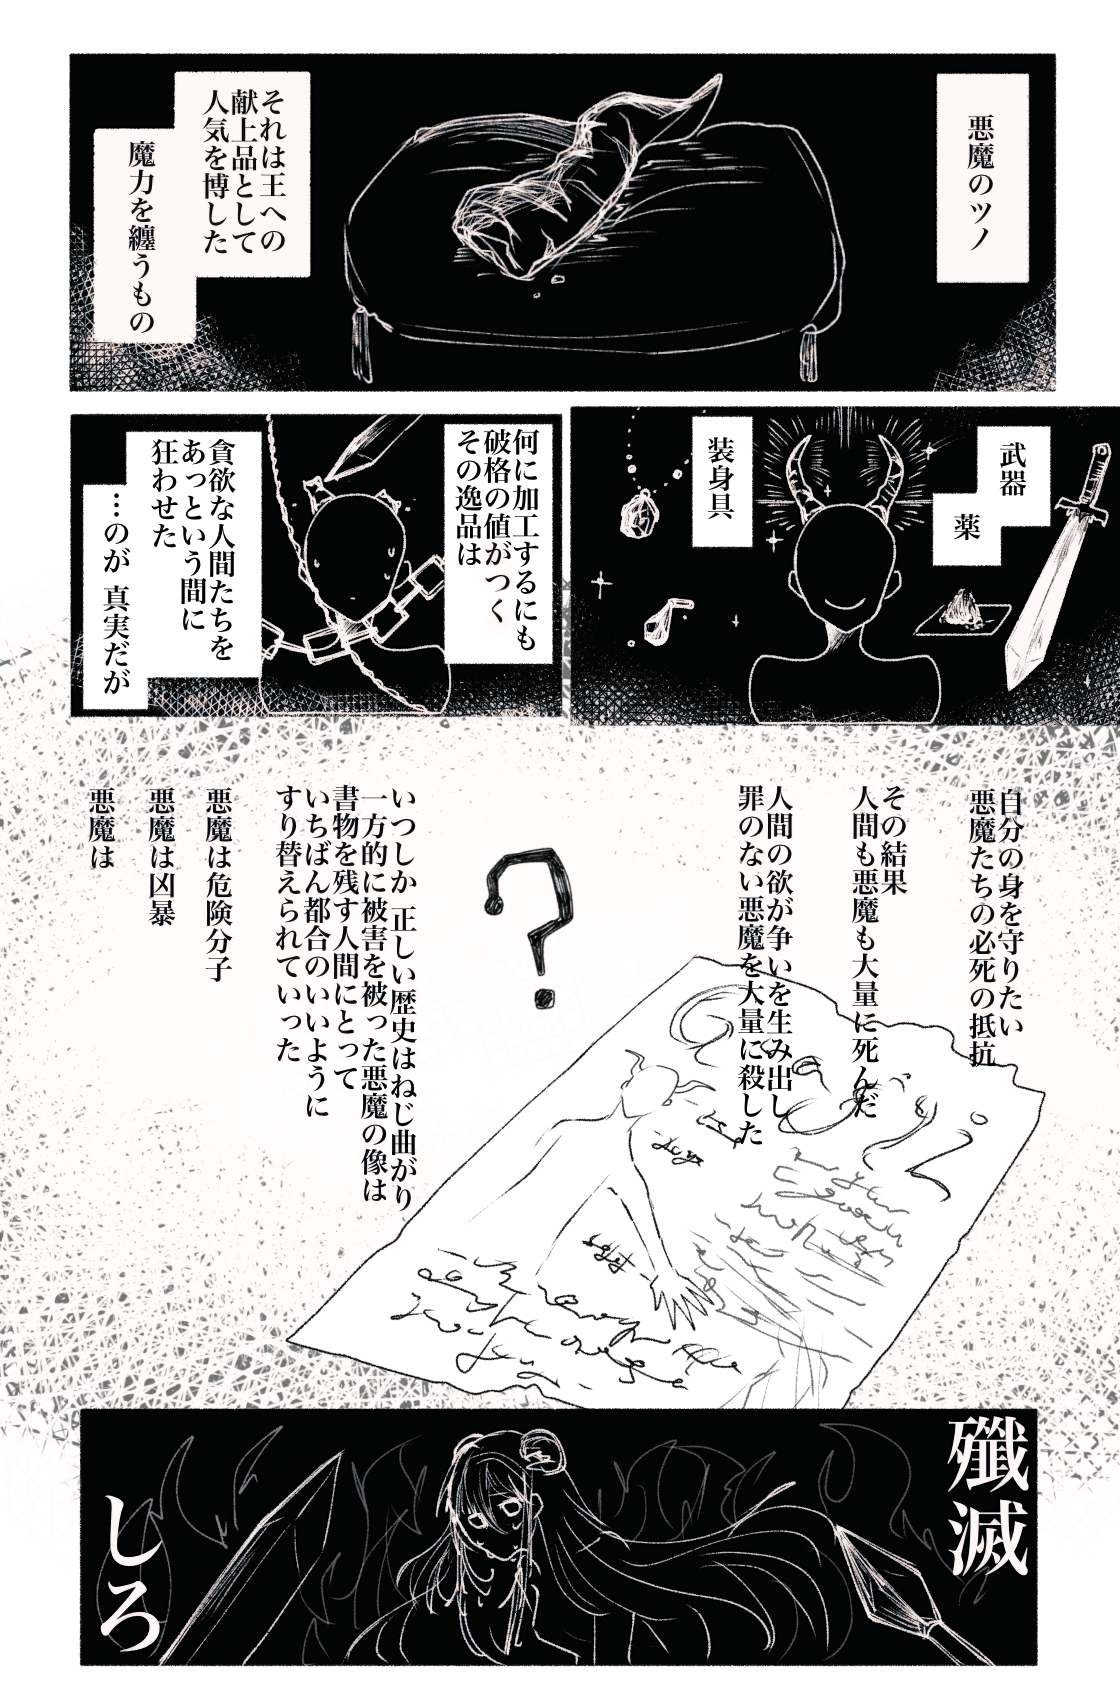 悪魔のツノ
それは王への
献上品として
人気を博した
魔力を纏うもの
武器
薬
装身具
何に加工するにも
破格の値がつく
その逸品は
貪欲な人間たちを
あっという間に
狂わせた
…のが 真実だが
自分の身を守りたい
悪魔たちの必死の抵抗
その結果
人間も悪魔も大量に死んだ
人間の欲が争いを生み出し
罪のない悪魔を大量に殺した
いつしか 正しい歴史はねじ曲がり
一方的に被害を被った悪魔の像は
書物を残す人間にとって
いちばん都合のいいように
すり替えられていった
悪魔は危険分子
悪魔は凶暴
悪魔は
殲滅
しろ